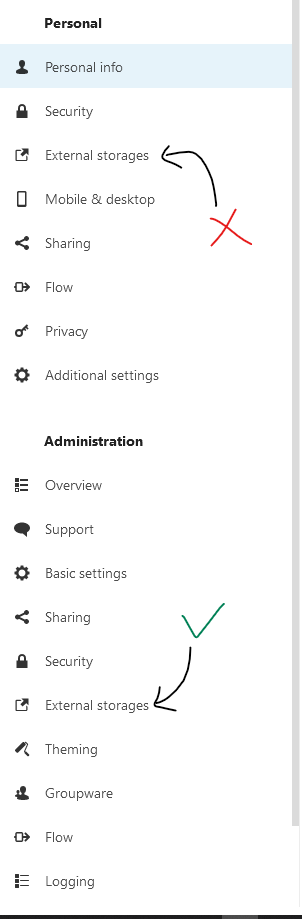 Personal
Personal info
Security
External storages
Mobile & desktop
Sharing
Flow
Privacy
Additional settings
Administration
Overview
Support
Basic settings
Sharing
Security
External storages
Theming
Groupware
Flow
Logging